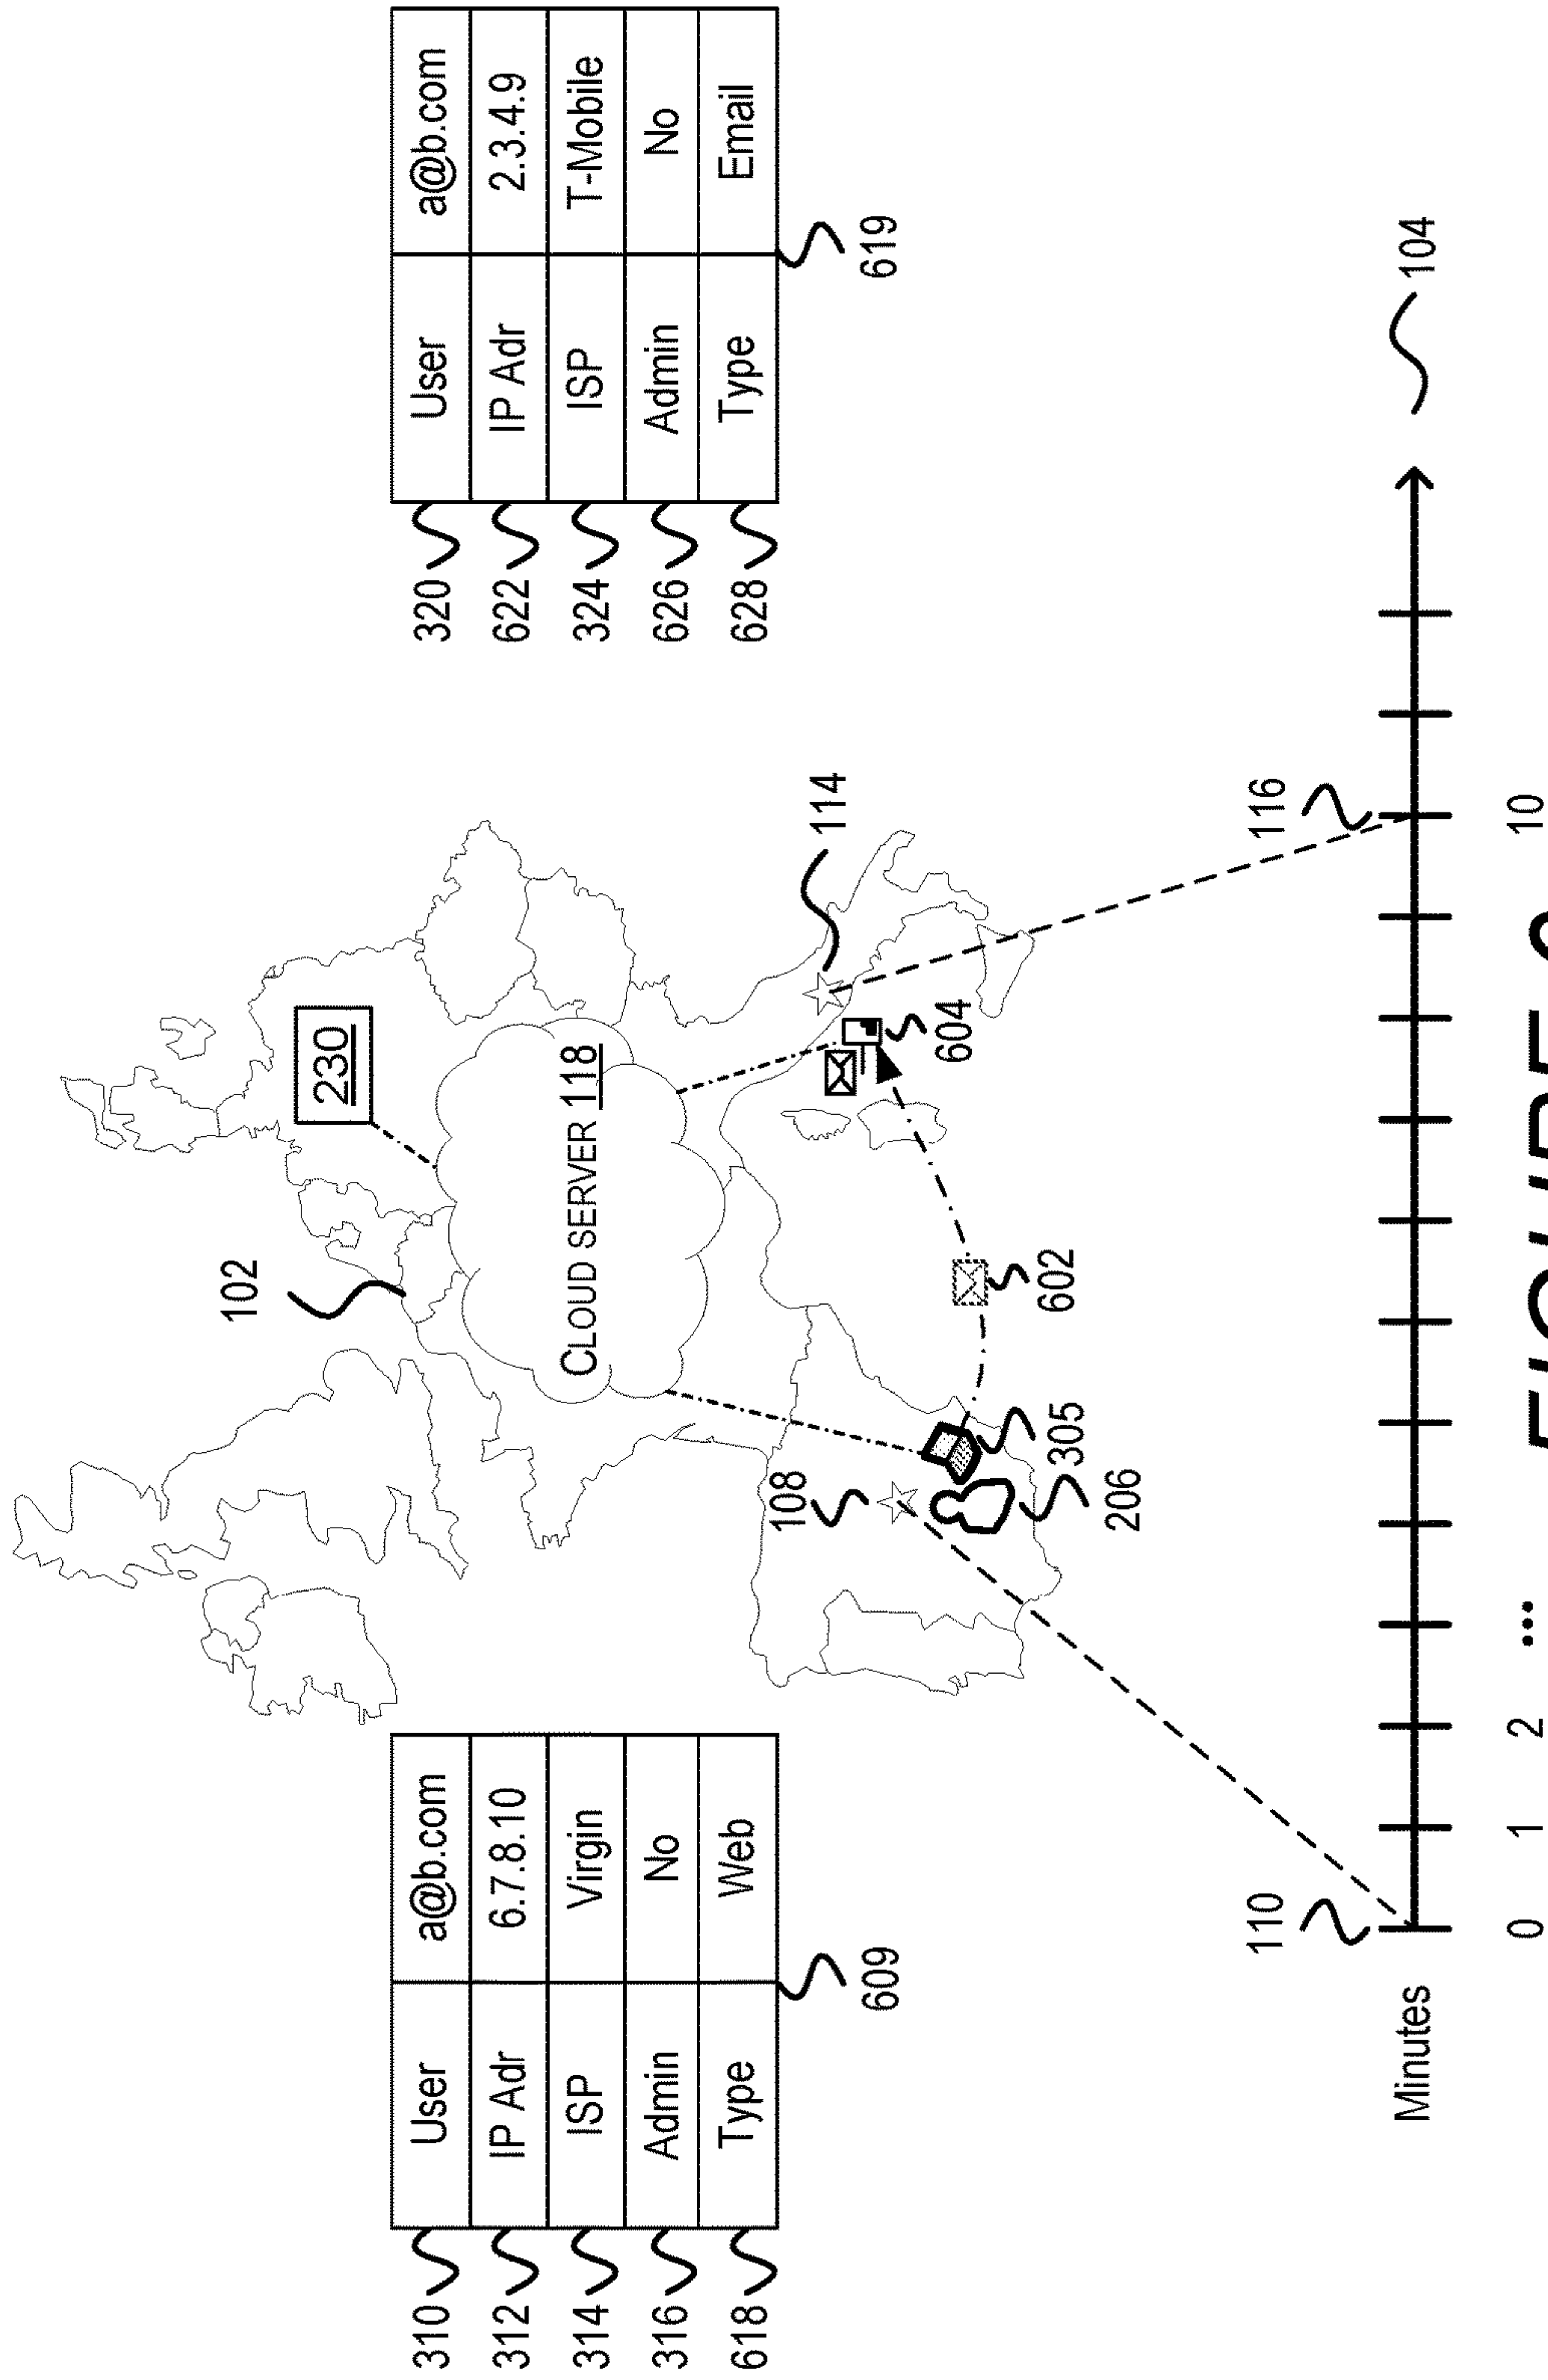 310 User a@b.com
312 IP Adr 6.7.8.10
314 ISP Virgin
316 Admin No
618 Type Web
609
320 User a@b.com
622 IP Adr 2.3.4.9
324 ISP T-Mobile
626 Admin No
628 Type Email
619
102
230
CLOUD SERVER 118
108
114
604
602
305
206
110
116
104
Minutes
0 1 2 ... 10